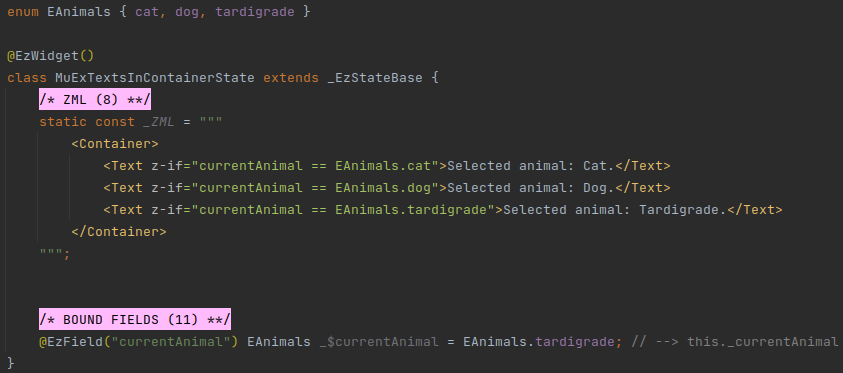 enum EAnimals { cat, dog, tardigrade }
@EzWidget()
class MuExTextsInContainerState extends _EzStateBase {
/* ZML (8) **/
static const _ZML = """
<Container>
<Text z-if="currentAnimal == EAnimals.cat">Selected animal: Cat.</Text>
<Text z-if="currentAnimal == EAnimals.dog">Selected animal: Dog.</Text>
<Text z-if="currentAnimal == EAnimals.tardigrade">Selected animal: Tardigrade.</Text>
</Container>
""";
/* BOUND FIELDS (11) **/
@EzField("currentAnimal") EAnimals _$currentAnimal = EAnimals.tardigrade; // --> this._currentAnimal
}